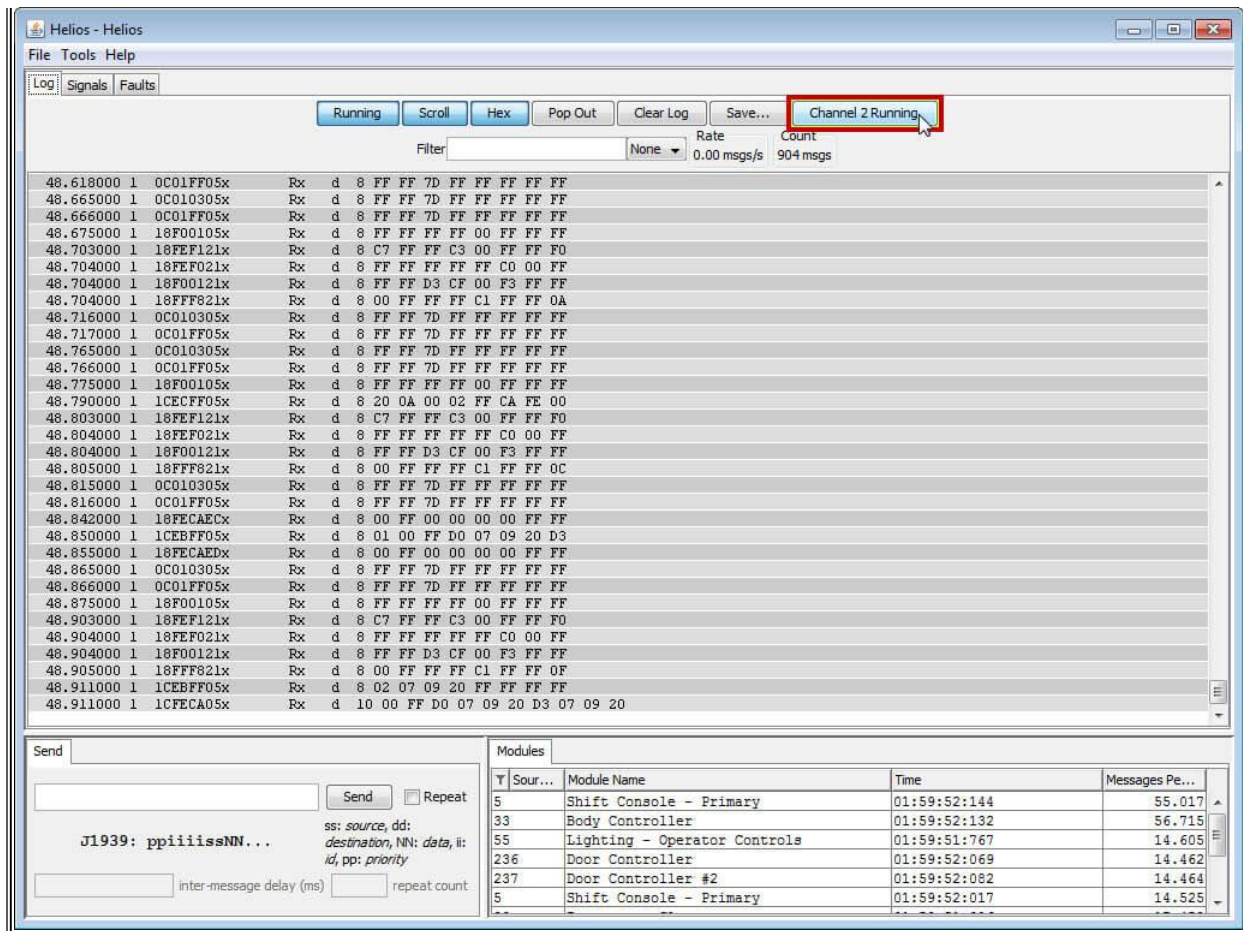 Helios - Helios
File Tools Help
Log Signals Faults
Running Scroll Hex Pop Out Clear Log Save... Channel 2 Running
Filter None Rate 0.00 msgs/s Count 904 msgs
48.618000 1 0C01FF05x Rx d 8 FF FF 7D FF FF FF FF FF
48.665000 1 0C010305x Rx d 8 FF FF 7D FF FF FF FF FF
48.666000 1 0C01FF05x Rx d 8 FF FF 7D FF FF FF FF FF
48.675000 1 18F00105x Rx d 8 FF FF FF FF 00 FF FF FF
48.703000 1 18FEF121x Rx d 8 C7 FF FF C3 00 FF FF F0
48.704000 1 18FEF021x Rx d 8 FF FF FF FF FF C0 00 FF
48.704000 1 18F00121x Rx d 8 FF FF D3 CF 00 F3 FF FF
48.704000 1 18FFF821x Rx d 8 00 FF FF FF C1 FF FF 0A
48.716000 1 0C010305x Rx d 8 FF FF 7D FF FF FF FF FF
48.717000 1 0C01FF05x Rx d 8 FF FF 7D FF FF FF FF FF
48.765000 1 0C010305x Rx d 8 FF FF 7D FF FF FF FF FF
48.766000 1 0C01FF05x Rx d 8 FF FF 7D FF FF FF FF FF
48.775000 1 18F00105x Rx d 8 FF FF FF FF 00 FF FF FF
48.790000 1 1CECFF05x Rx d 8 20 0A 00 02 FF CA FE 00
48.803000 1 18FEF121x Rx d 8 C7 FF FF C3 00 FF FF F0
48.804000 1 18FEF021x Rx d 8 FF FF FF FF FF C0 00 FF
48.804000 1 18F00121x Rx d 8 FF FF D3 CF 00 F3 FF FF
48.805000 1 18FFF821x Rx d 8 00 FF FF FF C1 FF FF 0C
48.815000 1 0C010305x Rx d 8 FF FF 7D FF FF FF FF FF
48.816000 1 0C01FF05x Rx d 8 FF FF 7D FF FF FF FF FF
48.842000 1 18FECAECx Rx d 8 00 FF 00 00 00 00 FF FF
48.850000 1 1CEBFF05x Rx d 8 01 00 FF D0 07 09 20 D3
48.855000 1 18FECAEDx Rx d 8 00 FF 00 00 00 00 FF FF
48.865000 1 0C010305x Rx d 8 FF FF 7D FF FF FF FF FF
48.866000 1 0C01FF05x Rx d 8 FF FF 7D FF FF FF FF FF
48.875000 1 18F00105x Rx d 8 FF FF FF FF 00 FF FF FF
48.903000 1 18FEF121x Rx d 8 C7 FF FF C3 00 FF FF F0
48.904000 1 18FEF021x Rx d 8 FF FF FF FF FF C0 00 FF
48.904000 1 18F00121x Rx d 8 FF FF D3 CF 00 F3 FF FF
48.905000 1 18FFF821x Rx d 8 00 FF FF FF C1 FF FF 0F
48.911000 1 1CEBFF05x Rx d 8 02 07 09 20 FF FF FF FF
48.911000 1 1CFECA05x Rx d 10 00 FF D0 07 09 20 D3 07 09 20
Send
Send Repeat
J1939: ppiiiissNN...
ss: source, dd:
destination, NN: data, ii:
id, pp: priority
inter-message delay (ms) repeat count
Modules
Sour... Module Name Time Messages Pe...
5 Shift Console - Primary 01:59:52:144 55.017
33 Body Controller 01:59:52:132 56.715
55 Lighting - Operator Controls 01:59:51:767 14.605
236 Door Controller 01:59:52:069 14.462
237 Door Controller #2 01:59:52:082 14.464
5 Shift Console - Primary 01:59:52:017 14.525